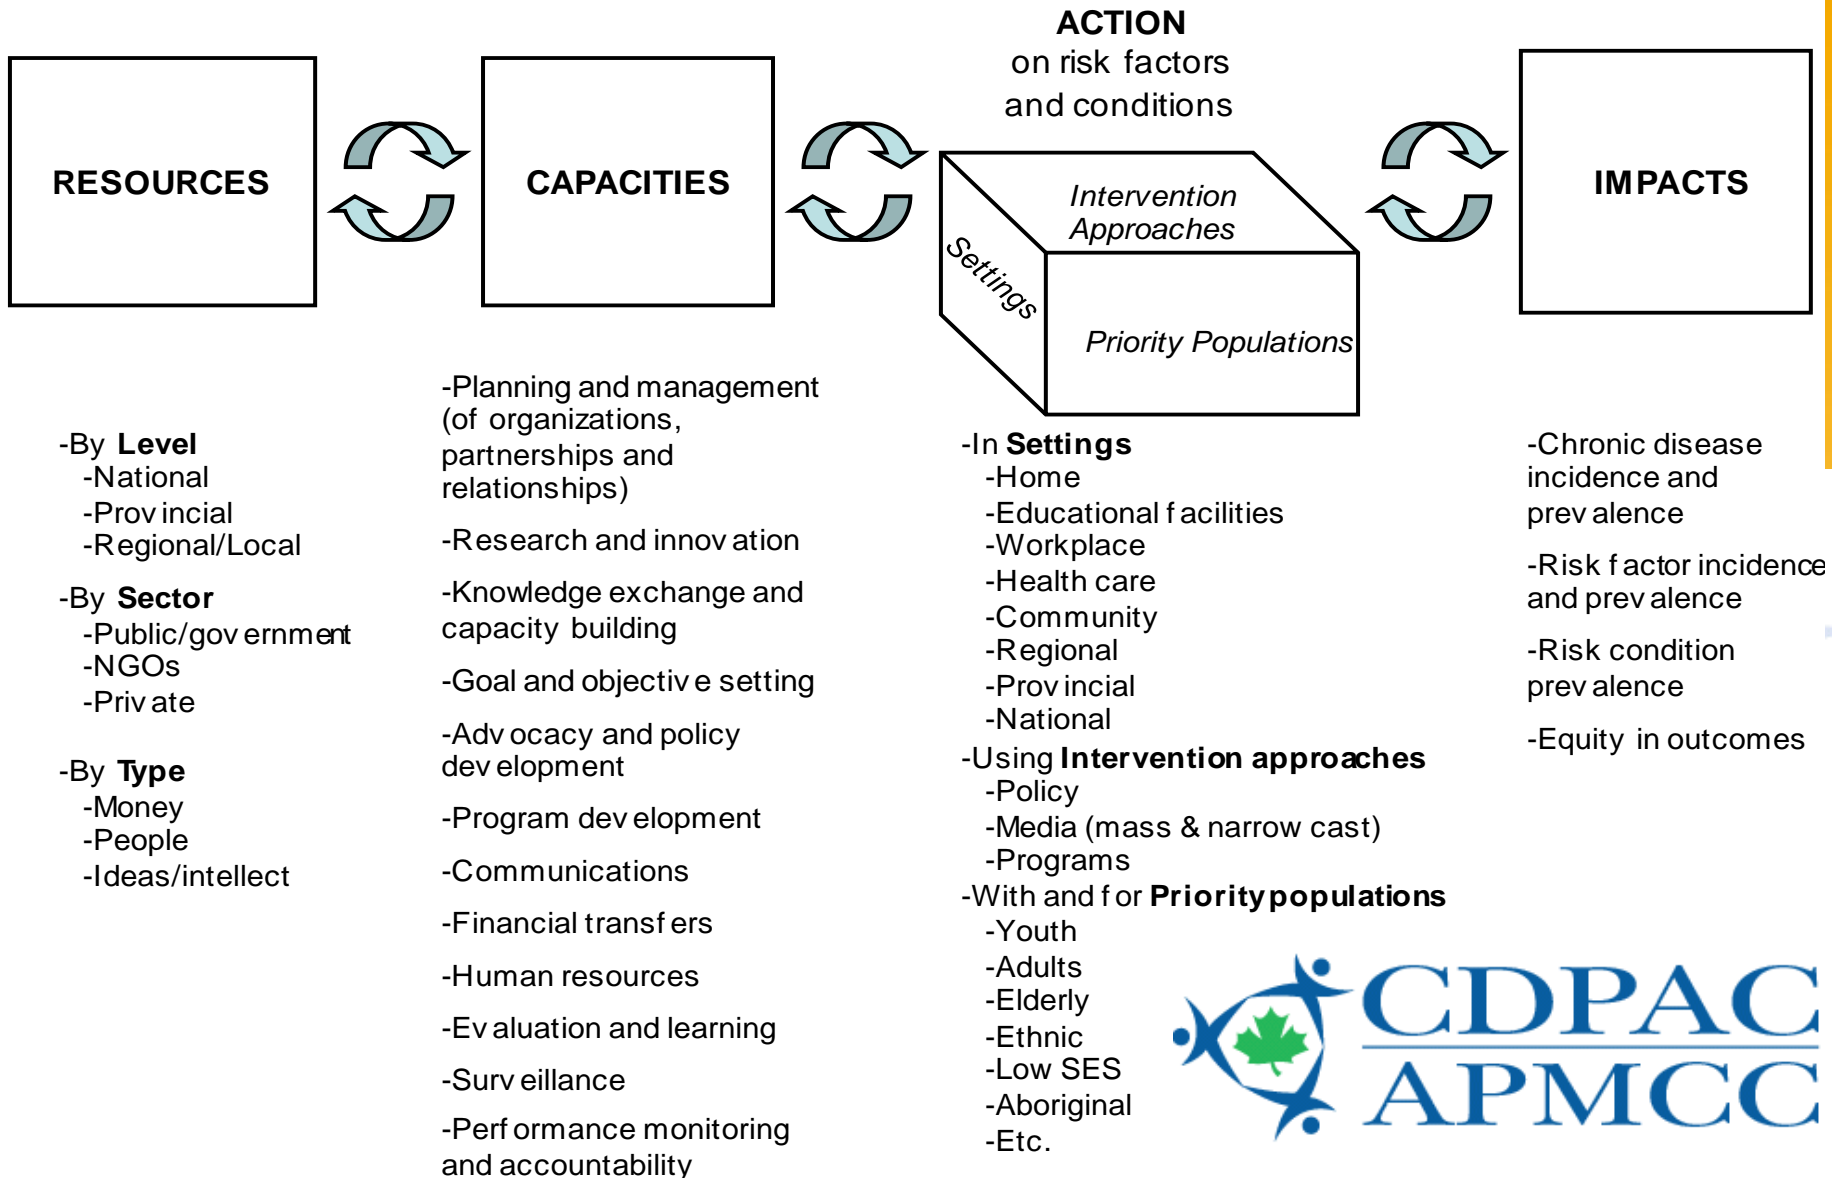 ACTION
on risk factors
and conditions
RESOURCES
CAPACITIES
Intervention
Approaches
Settings
Priority Populations
IMPACTS
-By Level
-National
-Provincial
-Regional/Local
-By Sector
-Public/government
-NGOs
-Private
-By Type
-Money
-People
-Ideas/intellect
-Planning and management
(of organizations,
partnerships and
relationships)
-Research and innovation
-Knowledge exchange and
capacity building
-Goal and objective setting
-Advocacy and policy
development
-Program development
-Communications
-Financial transfers
-Human resources
-Evaluation and learning
-Surveillance
-Performance monitoring
and accountability
-In Settings
-Home
-Educational facilities
-Workplace
-Health care
-Community
-Regional
-Provincial
-National
-Using Intervention approaches
-Policy
-Media (mass & narrow cast)
-Programs
-With and for Priority populations
-Youth
-Adults
-Elderly
-Ethnic
-Low SES
-Aboriginal
-Etc.
-Chronic disease
incidence and
prevalence
-Risk factor incidence
and prevalence
-Risk condition
prevalence
-Equity in outcomes
CDPAC
APMCC